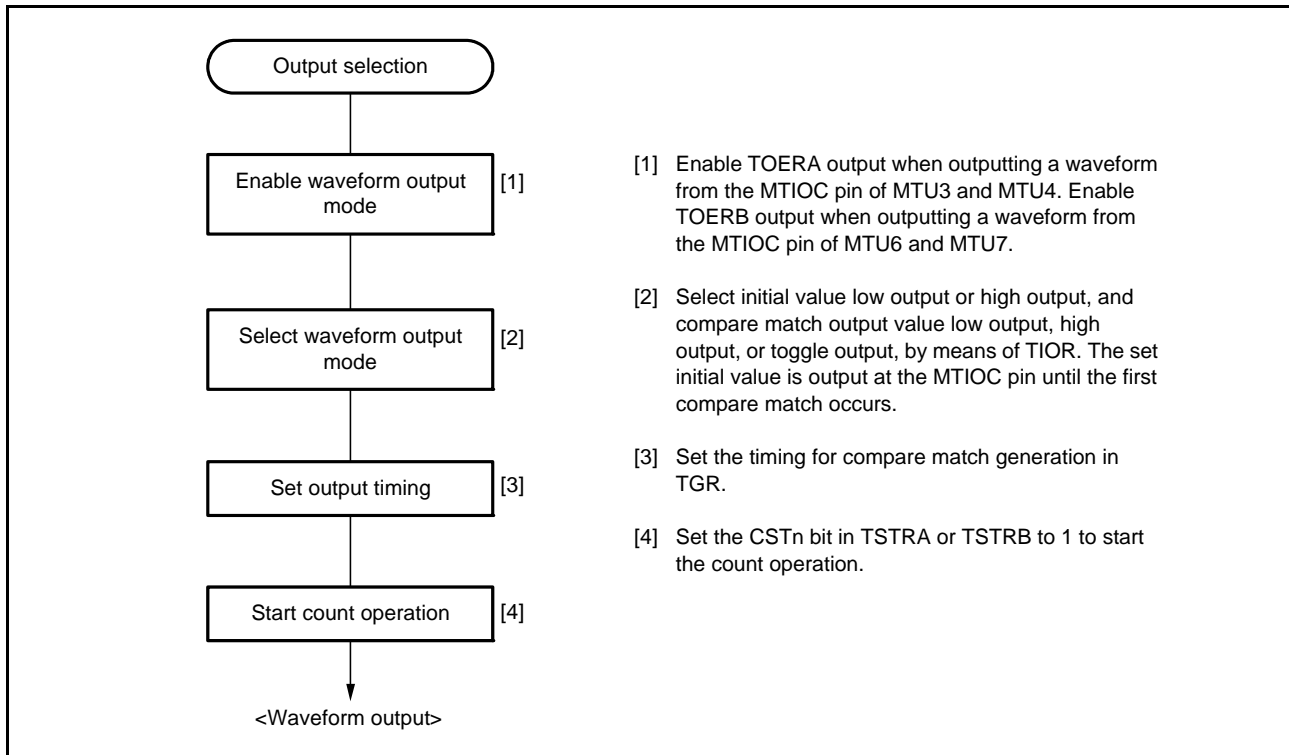 Output selection
Enable waveform output
mode
[1]
Select waveform output
mode
[2]
Set output timing
[3]
Start count operation
[4]
<Waveform output>
[1] Enable TOERA output when outputting a waveform
from the MTIOC pin of MTU3 and MTU4. Enable
TOERB output when outputting a waveform from
the MTIOC pin of MTU6 and MTU7.
[2] Select initial value low output or high output, and
compare match output value low output, high
output, or toggle output, by means of TIOR. The set
initial value is output at the MTIOC pin until the first
compare match occurs.
[3] Set the timing for compare match generation in
TGR.
[4] Set the CSTn bit in TSTRA or TSTRB to 1 to start
the count operation.